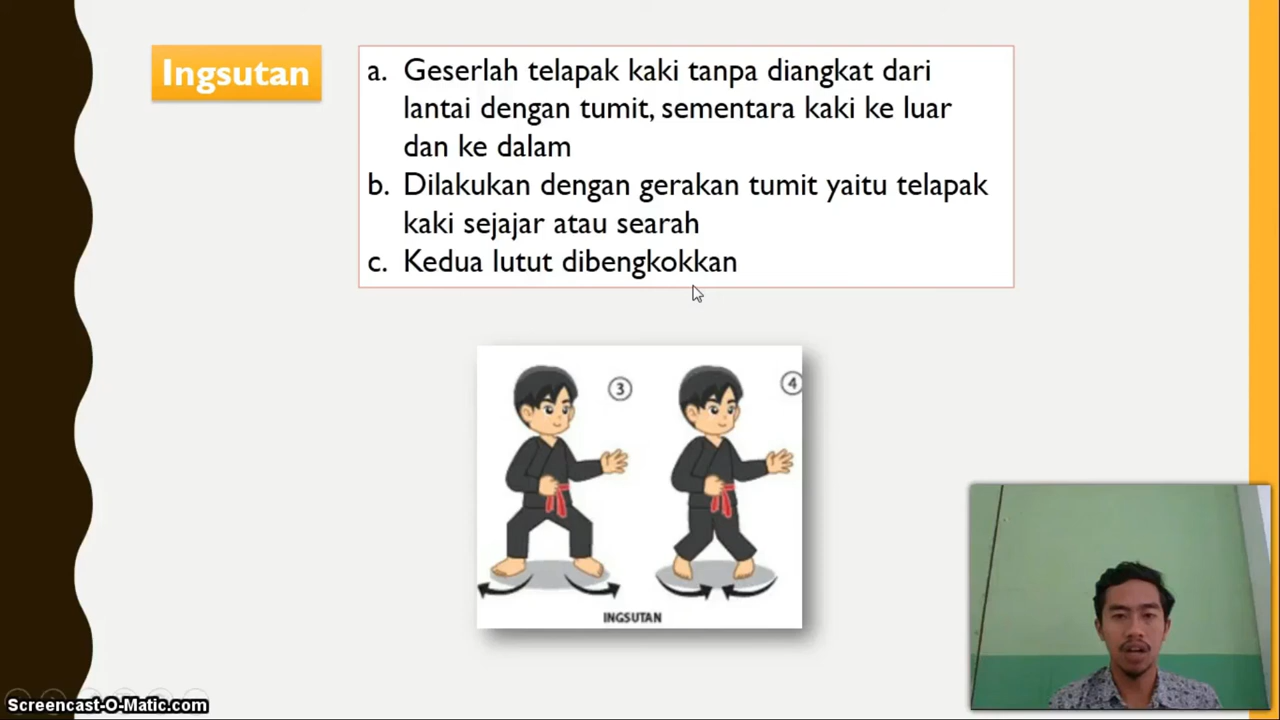 Ingsutan
a. Geserlah telapak kaki tanpa diangkat dari
lantai dengan tumit, sementara kaki ke luar
dan ke dalam
b. Dilakukan dengan gerakan tumit yaitu telapak
kaki sejajar atau searah
c. Kedua lutut dibengkokkan
3
4
INGSUTAN
Screencast-O-Matic.com